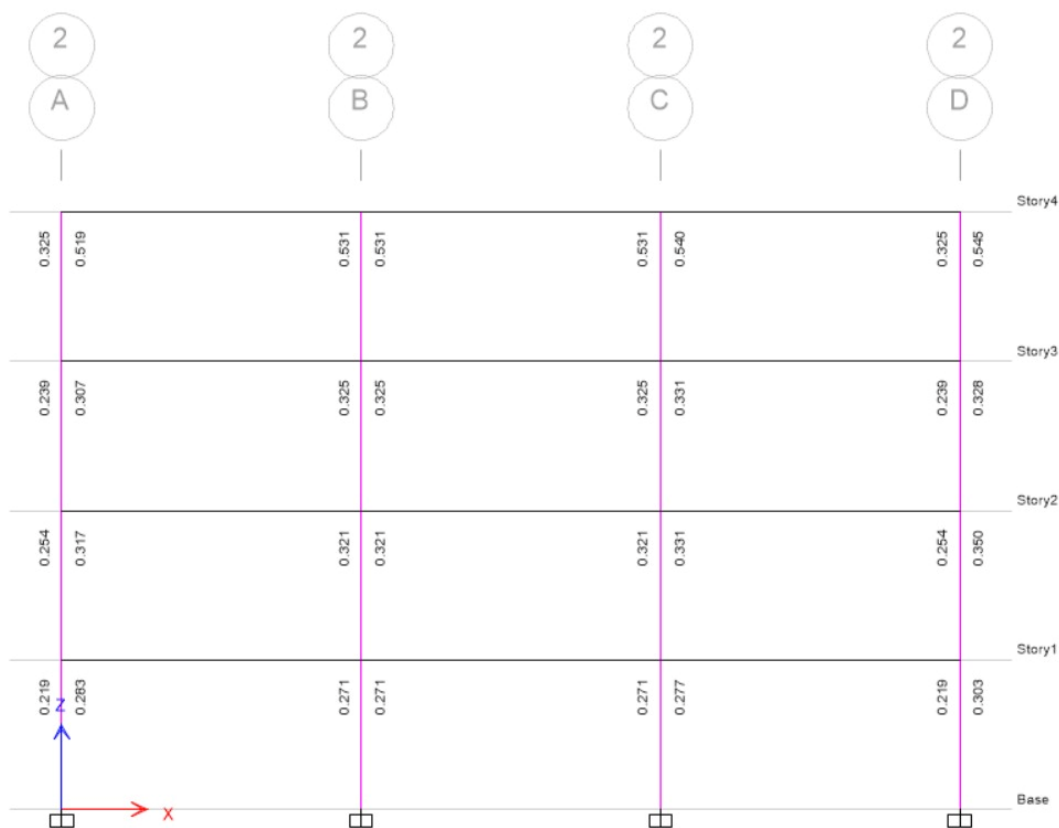 2 2 2 2
A B C D
Story4
0.325 0.519 0.531 0.531 0.531 0.540 0.325 0.545
Story3
0.239 0.307 0.325 0.325 0.325 0.331 0.239 0.328
Story2
0.254 0.317 0.321 0.321 0.321 0.331 0.254 0.350
Story1
0.219 0.283 0.271 0.271 0.271 0.277 0.219 0.303
Z
Base
X